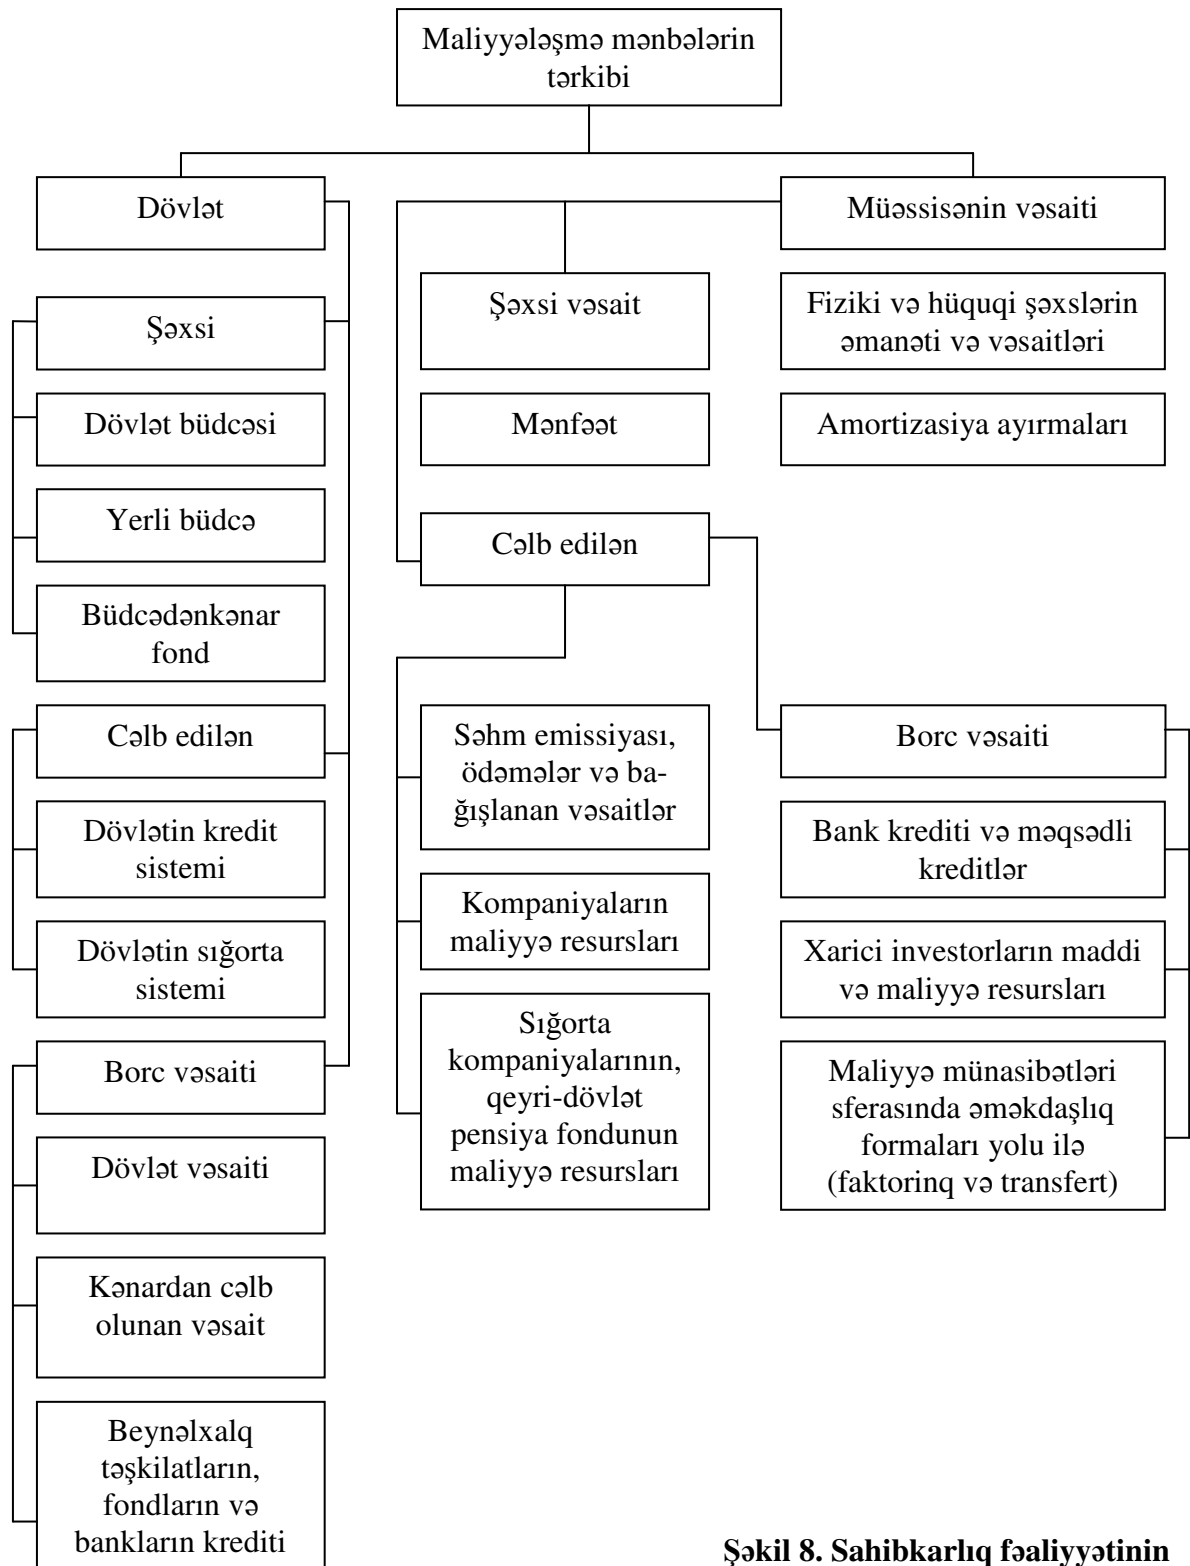 Maliyyələşmə mənbələrin
tərkibi
Dövlət
Şəxsi
Dövlət büdcəsi
Yerli büdcə
Büdcədənkənar
fond
Cəlb edilən
Dövlətin kredit
sistemi
Dövlətin sığorta
sistemi
Borc vəsaiti
Dövlət vəsaiti
Kənardan cəlb
olunan vəsait
Beynəlxalq
təşkilatların,
fondların və
bankların krediti
Müəssisənin vəsaiti
Şəxsi vəsait
Fiziki və hüquqi şəxslərin
əmanəti və vəsaitləri
Mənfəət
Amortizasiya ayırmaları
Cəlb edilən
Səhm emissiyası,
ödəmələr və ba-
ğışlanan vəsaitlər
Kompaniyaların
maliyyə resursları
Sığorta
kompaniyalarının,
qeyri-dövlət
pensiya fondunun
maliyyə resursları
Borc vəsaiti
Bank krediti və məqsədli
kreditlər
Xarici investorların maddi
və maliyyə resursları
Maliyyə münasibətləri
sferasında əməkdaşlıq
formaları yolu ilə
(faktorinq və transfert)
Şəkil 8. Sahibkarlıq fəaliyyətinin